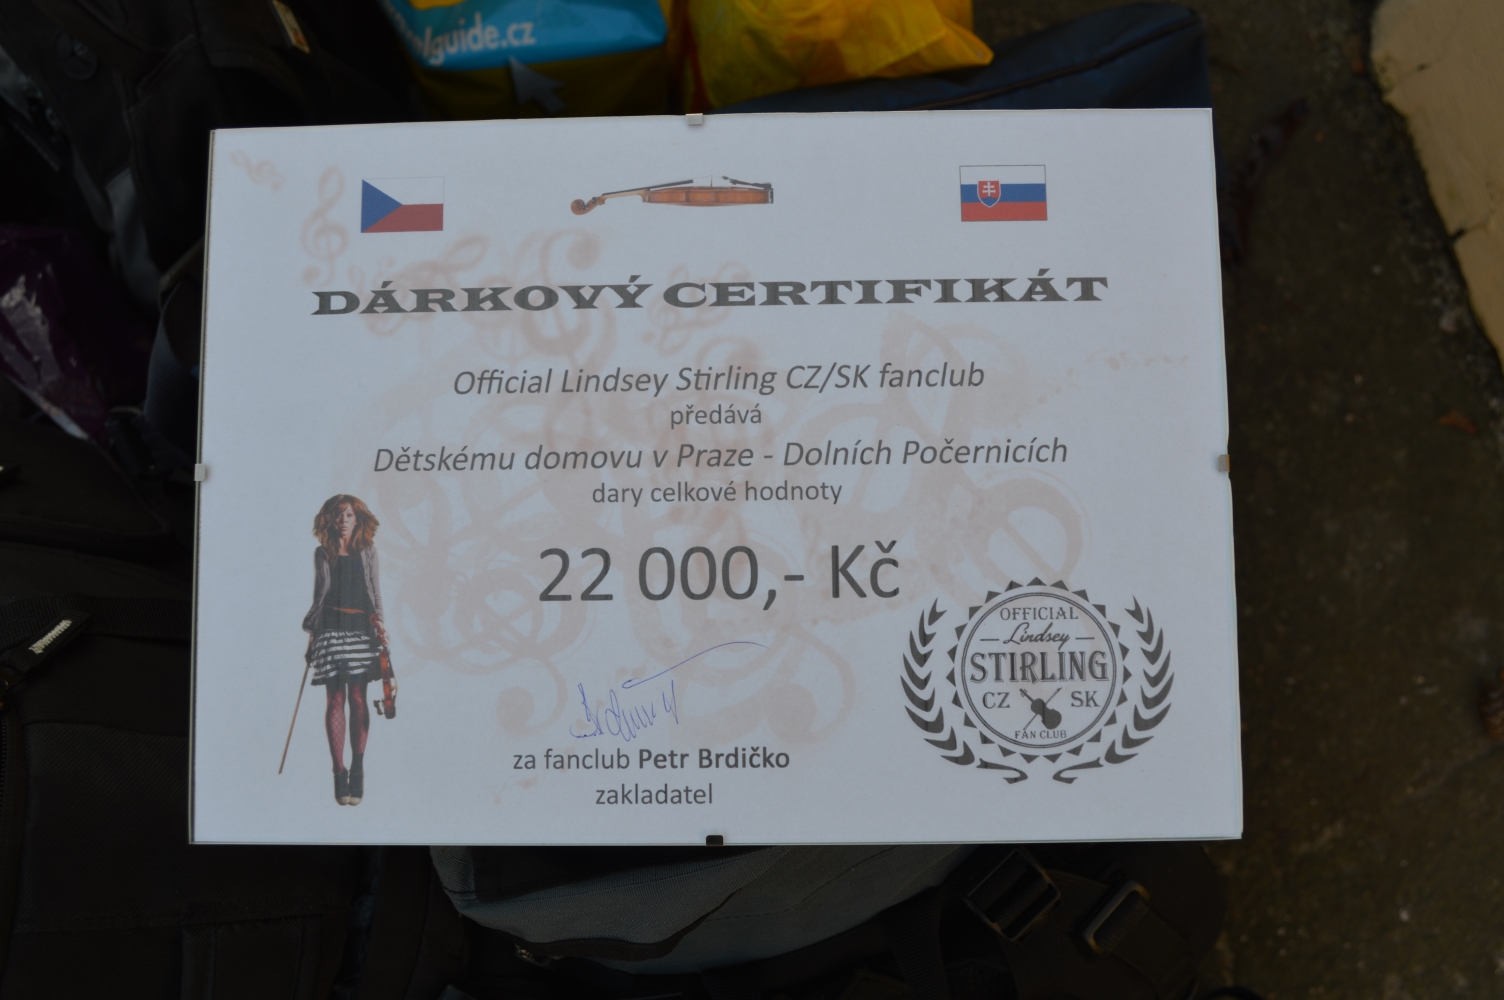 guide.cz
DÁRKOVÝ CERTIFIKÁT
Official Lindsey Stirling CZ/SK fanclub
předává
Dětskému domovu v Praze - Dolních Počernicích
dary celkové hodnoty
22 000,- Kč
za fanclub Petr Brdičko
zakladatel
OFFICIAL
Lindsey
STIRLING
CZ SK
FAN CLUB